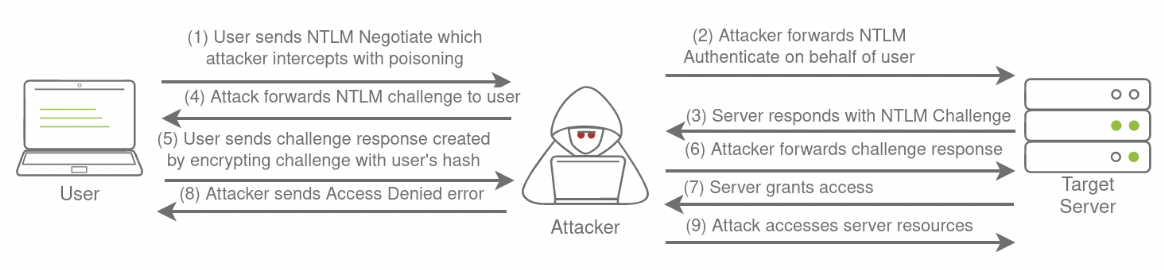 (1) User sends NTLM Negotiate which
attacker intercepts with poisoning
(2) Attacker forwards NTLM
Authenticate on behalf of user
(4) Attack forwards NTLM challenge to user
(3) Server responds with NTLM Challenge
(5) User sends challenge response created
by encrypting challenge with user's hash
(6) Attacker forwards challenge response
(8) Attacker sends Access Denied error
(7) Server grants access
(9) Attack accesses server resources
User
Attacker
Target
Server